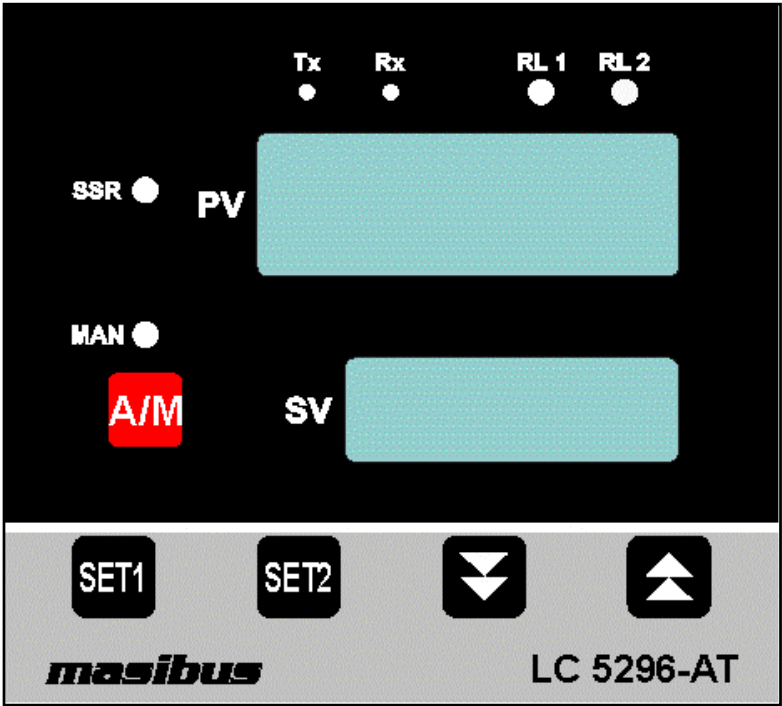 Tx Rx RL 1 RL 2
SSR PV
MAN
A/M SV
SET1 SET2
masibus LC 5296-AT